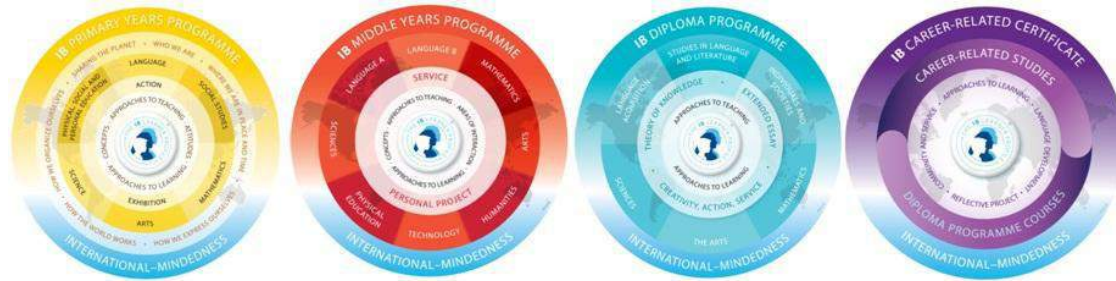 IB PRIMARY YEARS PROGRAMME
SHARING THE PLANET • WHO WE ARE • WHERE WE ARE IN PLACE AND TIME
HOW WE ORGANIZE OURSELVES • HOW THE WORLD WORKS • HOW WE EXPRESS OURSELVES
LANGUAGE
SOCIAL STUDIES
MATHEMATICS
ARTS
SCIENCE
PHYSICAL, SOCIAL AND
PERSONAL EDUCATION
ACTION
EXHIBITION
APPROACHES TO TEACHING
ATTITUDES
APPROACHES TO LEARNING
CONCEPTS
INTERNATIONAL–MINDEDNESS
IB MIDDLE YEARS PROGRAMME
LANGUAGE A
LANGUAGE B
MATHEMATICS
ARTS
HUMANITIES
TECHNOLOGY
PHYSICAL
EDUCATION
SCIENCES
SERVICE
PERSONAL PROJECT
APPROACHES TO TEACHING
AREAS OF INTERACTION
APPROACHES TO LEARNING
CONCEPTS
INTERNATIONAL–MINDEDNESS
IB DIPLOMA PROGRAMME
STUDIES IN LANGUAGE
AND LITERATURE
INDIVIDUALS AND
SOCIETIES
MATHEMATICS
THE ARTS
SCIENCES
LANGUAGE
ACQUISITION
THEORY OF KNOWLEDGE
EXTENDED ESSAY
CREATIVITY, ACTION, SERVICE
APPROACHES TO TEACHING
APPROACHES TO LEARNING
INTERNATIONAL–MINDEDNESS
IB CAREER-RELATED CERTIFICATE
CAREER-RELATED STUDIES
APPROACHES TO LEARNING
LANGUAGE DEVELOPMENT
REFLECTIVE PROJECT
COMMUNITY AND SERVICE
DIPLOMA PROGRAMME COURSES
INTERNATIONAL–MINDEDNESS